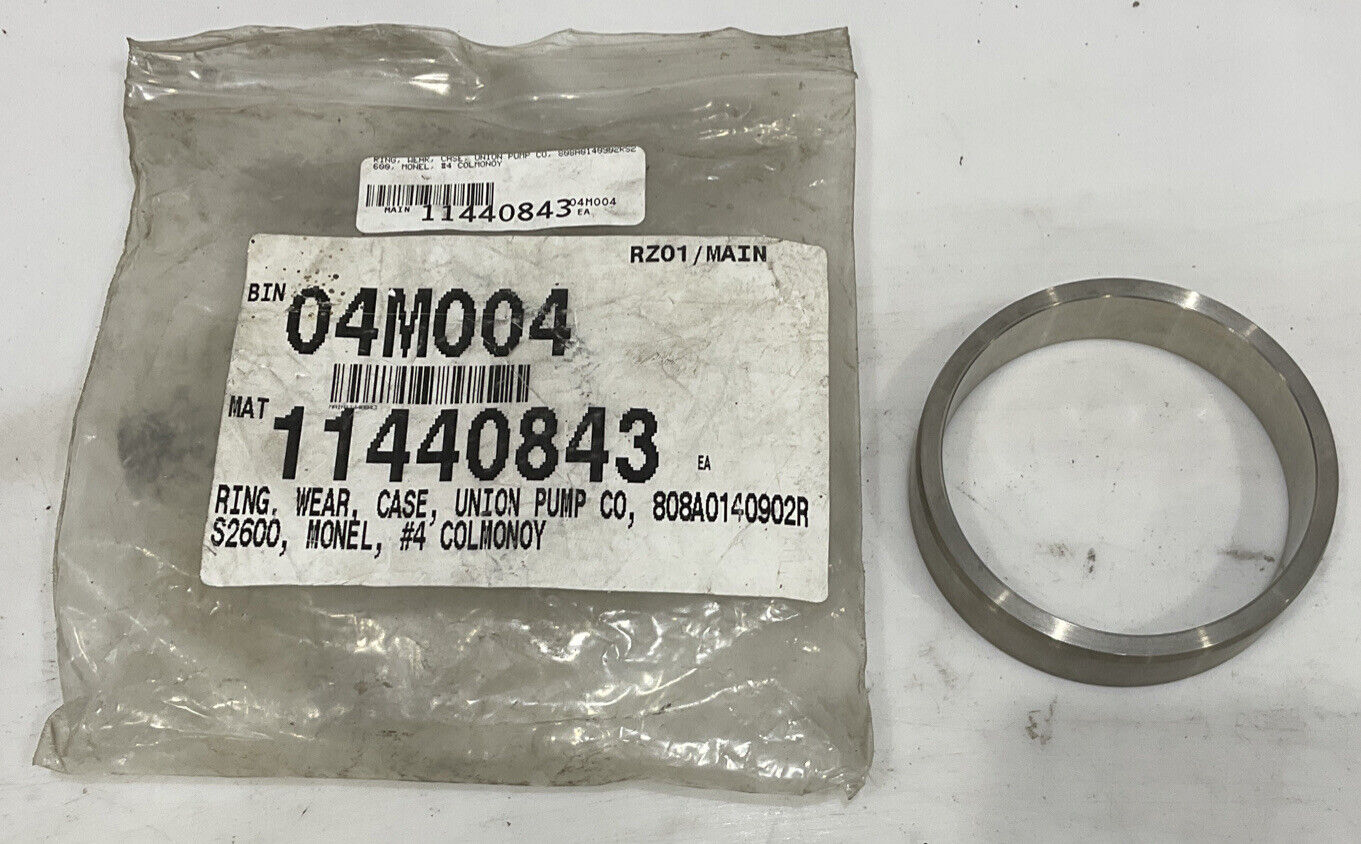 RING, WEAR, CASE, UNION PUMP CO, 808A0140902RS2
600, MONEL, #4 COLMONOY
MAIN 11440843 04M004
EA
RZ01/MAIN
BIN 04M004
MAIN11440843
MAT 11440843 EA
RING, WEAR, CASE, UNION PUMP CO, 808A0140902R
S2600, MONEL, #4 COLMONOY